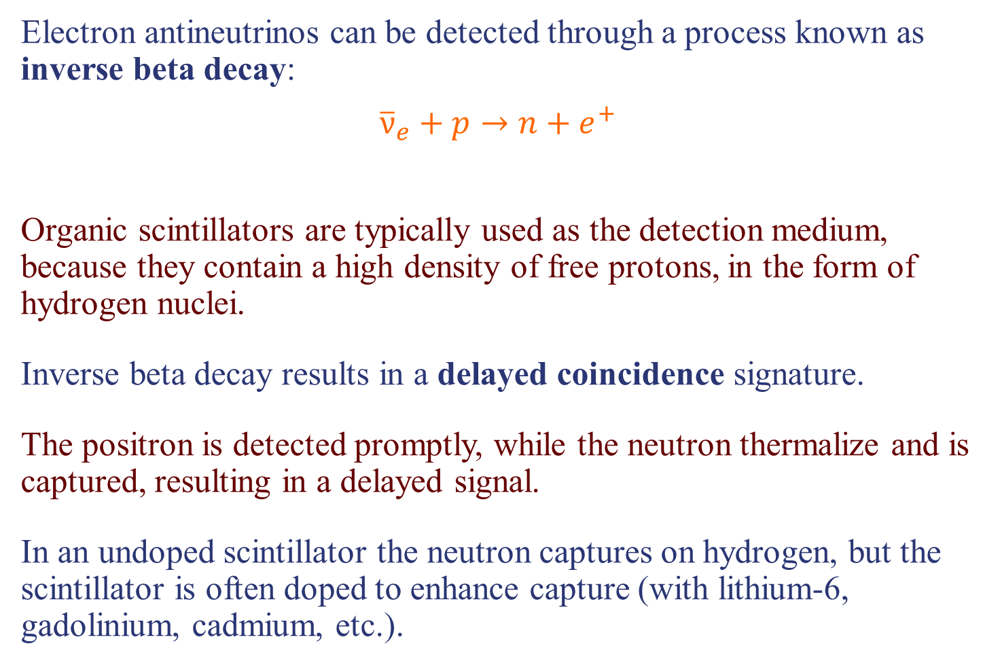 Electron antineutrinos can be detected through a process known as
inverse beta decay:
ν̅ₑ + p → n + e⁺
Organic scintillators are typically used as the detection medium,
because they contain a high density of free protons, in the form of
hydrogen nuclei.
Inverse beta decay results in a delayed coincidence signature.
The positron is detected promptly, while the neutron thermalize and is
captured, resulting in a delayed signal.
In an undoped scintillator the neutron captures on hydrogen, but the
scintillator is often doped to enhance capture (with lithium-6,
gadolinium, cadmium, etc.).